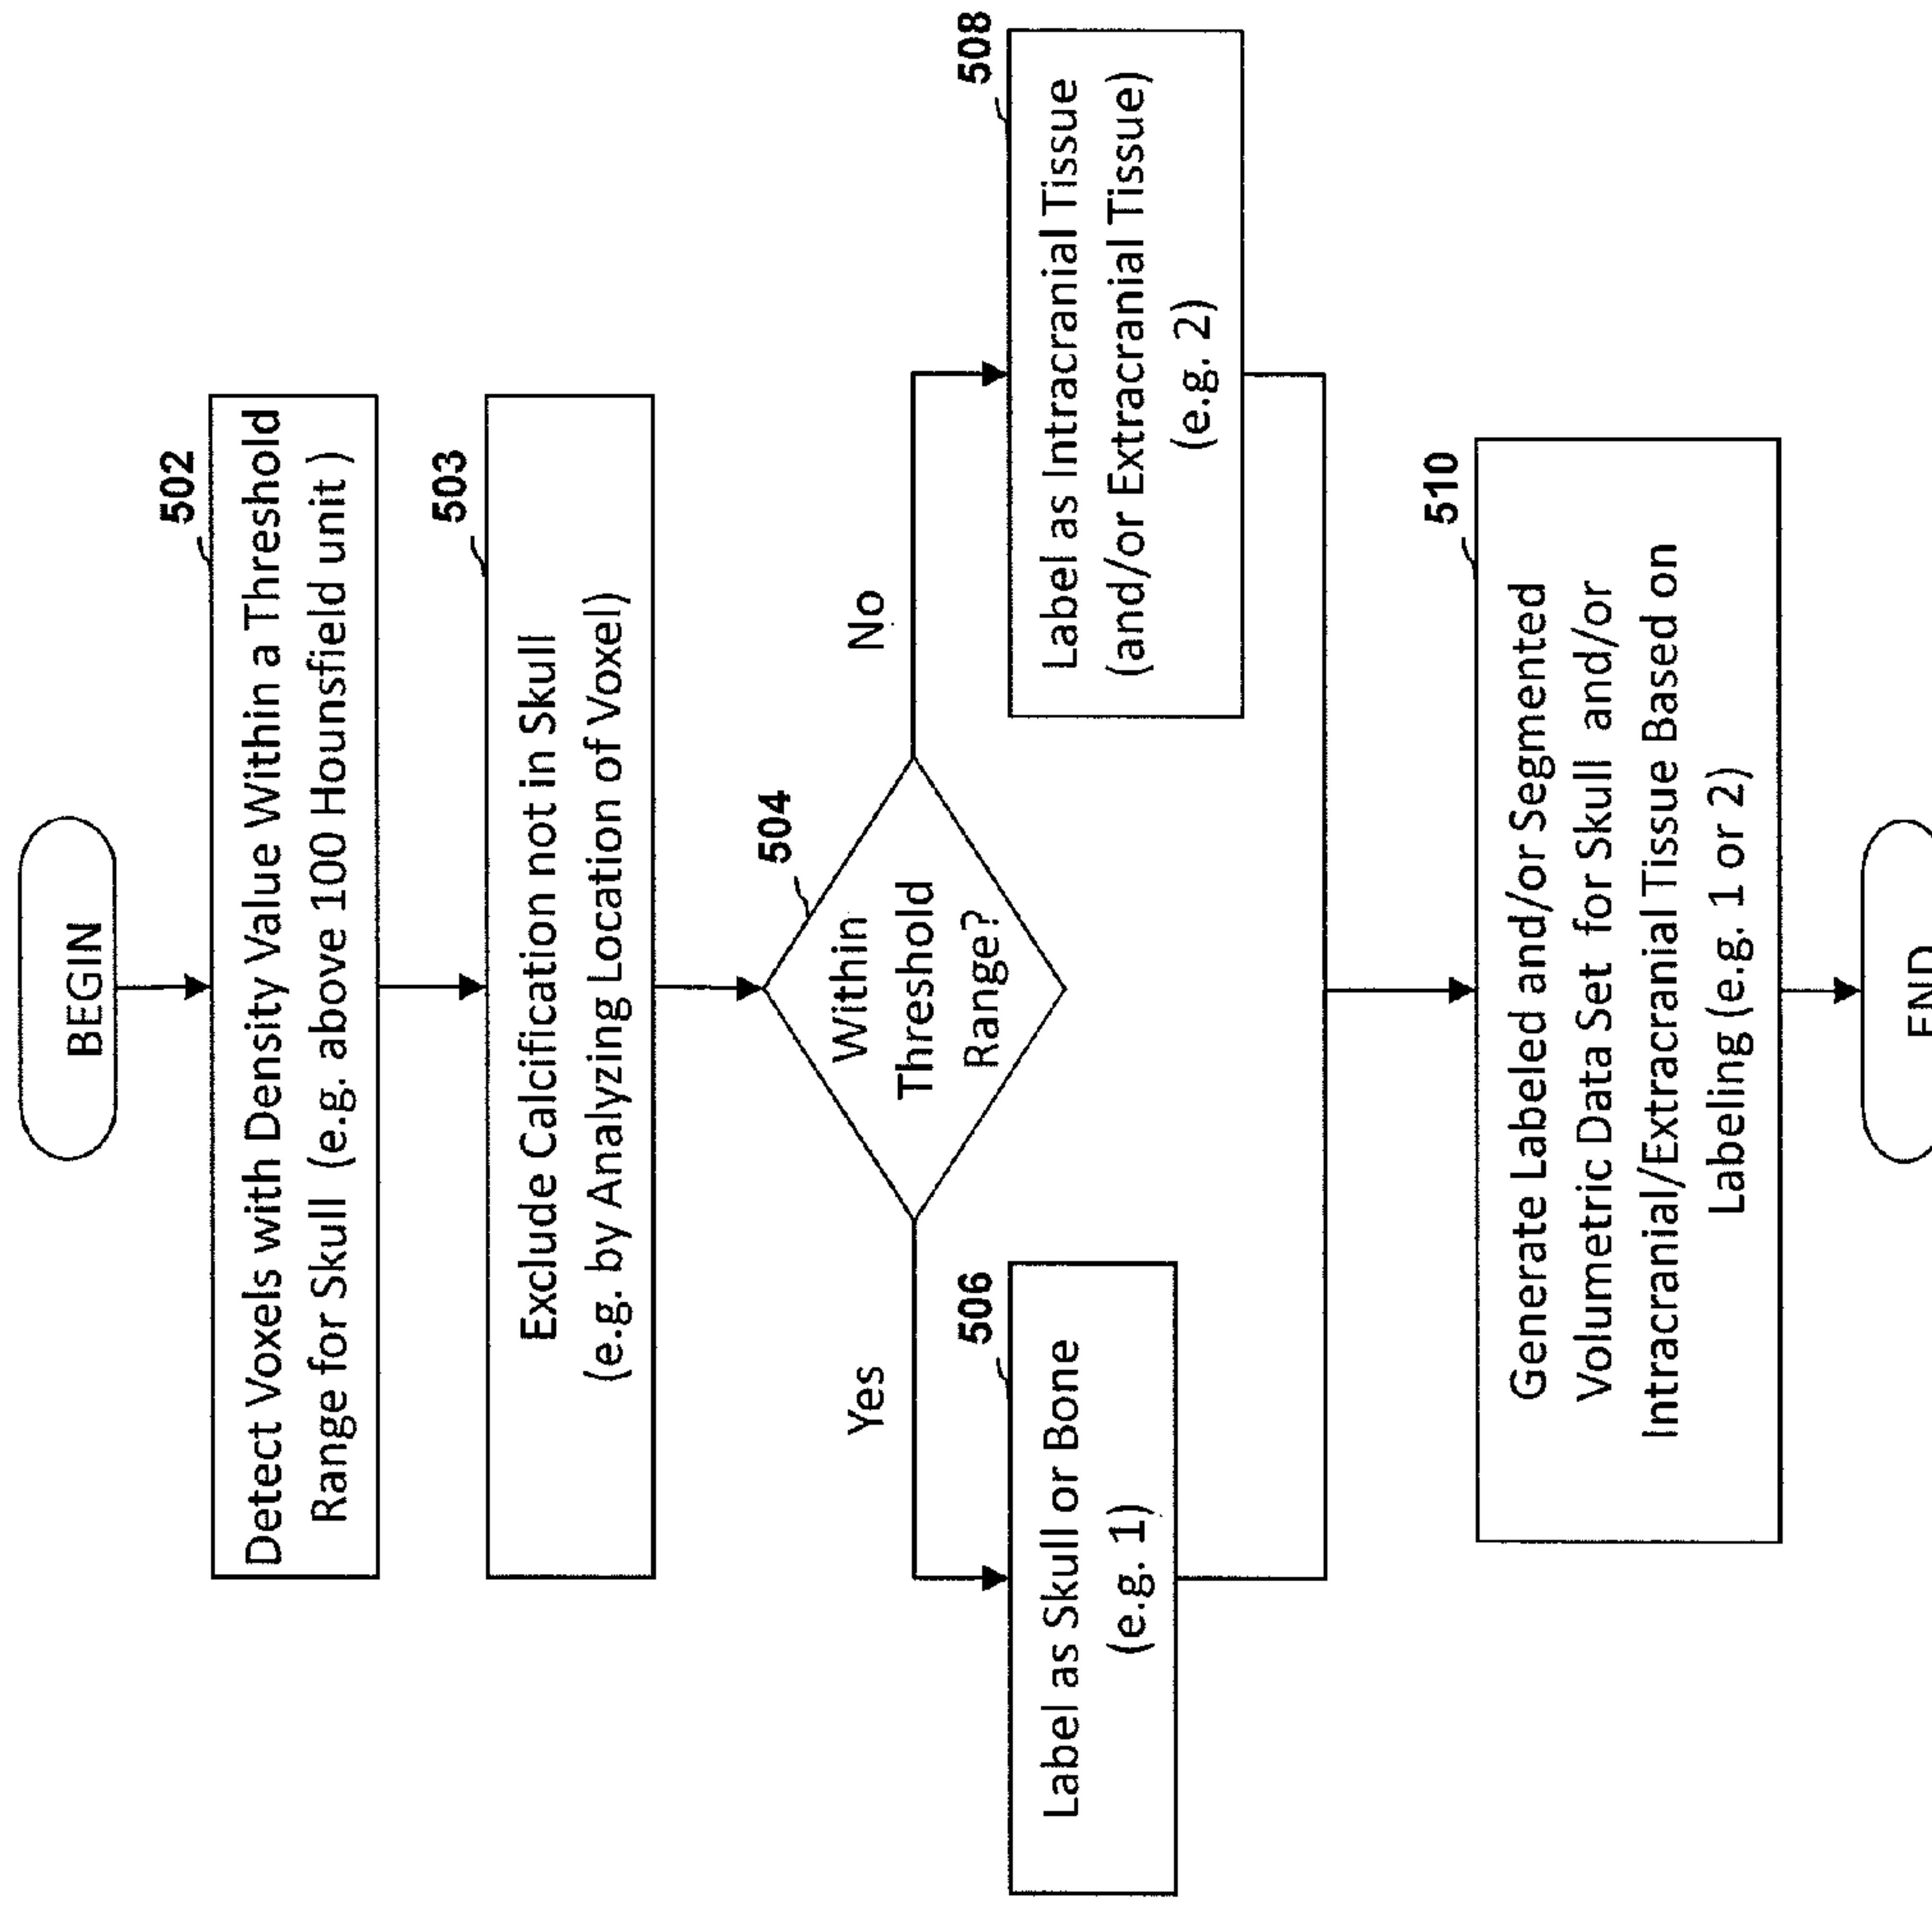 BEGIN
502
Detect Voxels with Density Value Within a Threshold
Range for Skull (e.g. above 100 Hounsfield unit )
503
Exclude Calcification not in Skull
(e.g. by Analyzing Location of Voxel)
504
Within
Threshold
Range?
Yes
No
506
Label as Skull or Bone
(e.g. 1)
508
Label as Intracranial Tissue
(and/or Extracranial Tissue)
(e.g. 2)
510
Generate Labeled and/or Segmented
Volumetric Data Set for Skull and/or
Intracranial/Extracranial Tissue Based on
Labeling (e.g. 1 or 2)
END